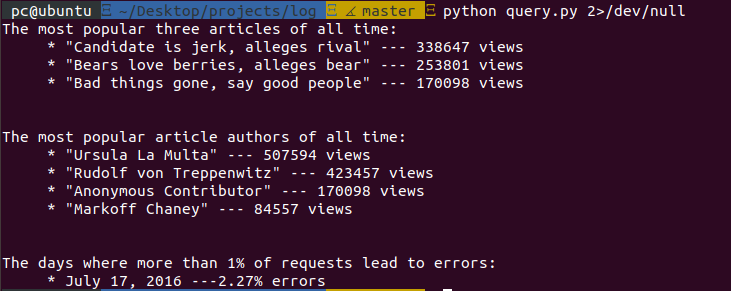 pc@ubuntu ~/Desktop/projects/log master python query.py 2>/dev/null
The most popular three articles of all time:
* "Candidate is jerk, alleges rival" --- 338647 views
* "Bears love berries, alleges bear" --- 253801 views
* "Bad things gone, say good people" --- 170098 views
The most popular article authors of all time:
* "Ursula La Multa" --- 507594 views
* "Rudolf von Treppenwitz" --- 423457 views
* "Anonymous Contributor" --- 170098 views
* "Markoff Chaney" --- 84557 views
The days where more than 1% of requests lead to errors:
* July 17, 2016 ---2.27% errors